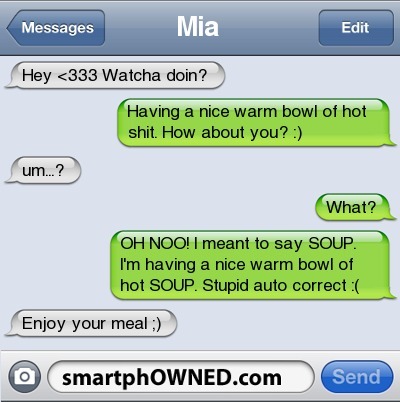 Messages
Mia
Edit
Hey <333 Watcha doin?
Having a nice warm bowl of hot
shit. How about you? :)
um...?
What?
OH NOO! I meant to say SOUP.
I'm having a nice warm bowl of
hot SOUP. Stupid auto correct :(
Enjoy your meal ;)
smartphOWNED.com
Send